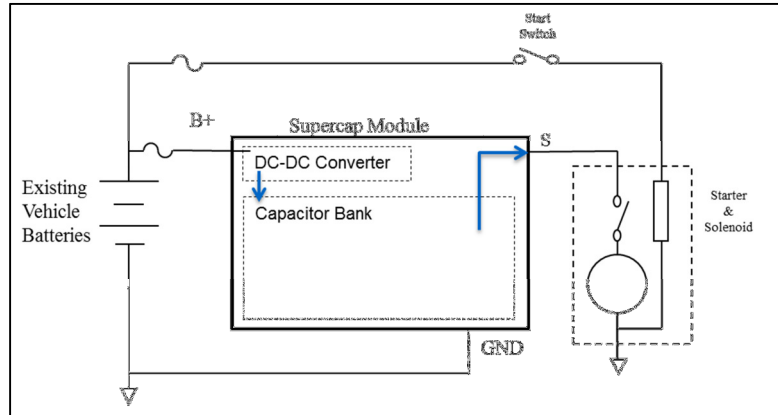 Start
Switch
B+
Supercap Module
S
DC-DC Converter
Existing
Vehicle
Batteries
Capacitor Bank
Starter
&
Solenoid
GND